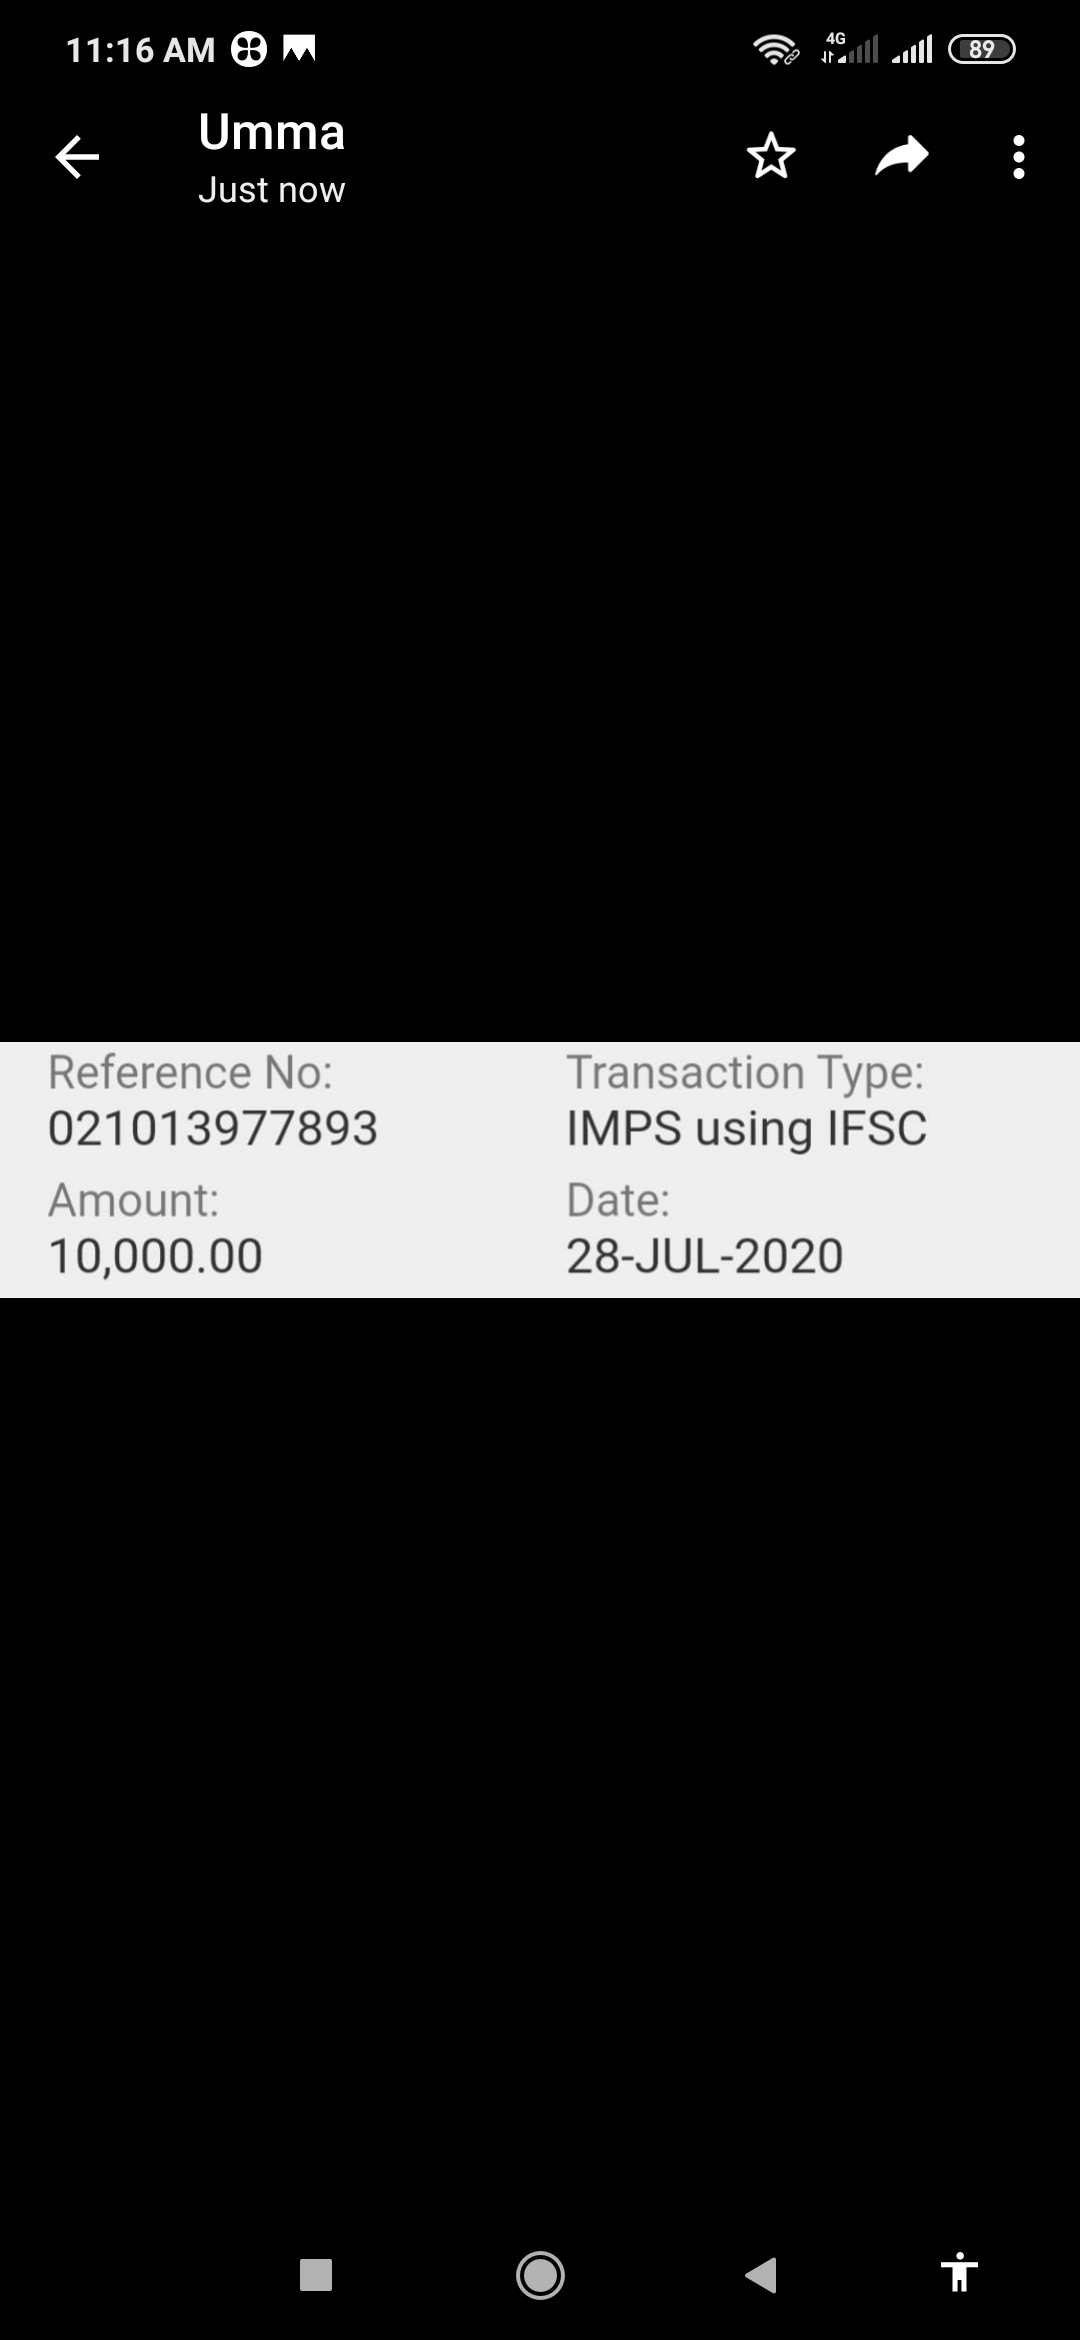 11:16 AM 4G 89
Umma
Just now
Reference No: Transaction Type:
021013977893 IMPS using IFSC
Amount: Date:
10,000.00 28-JUL-2020